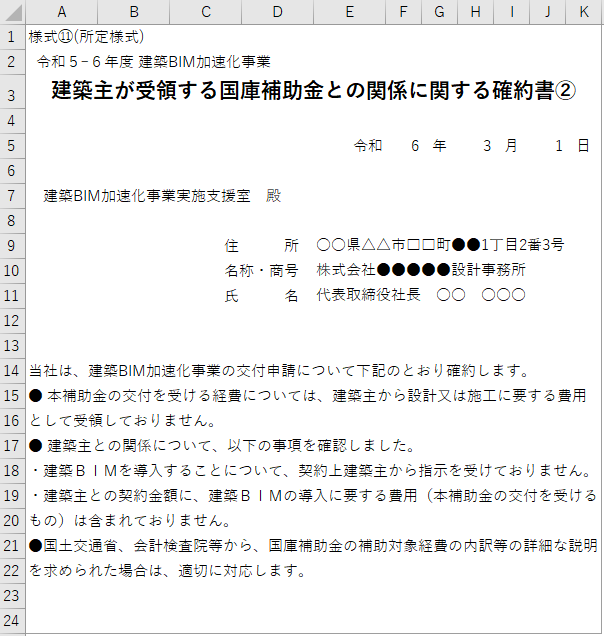 A B C D E F G H I J K
1 様式⑪(所定様式)
2 令和５−６年度 建築BIM加速化事業
3 建築主が受領する国庫補助金との関係に関する確約書②
4
5 令和 6 年 3 月 1 日
6
7 建築BIM加速化事業実施支援室 殿
8
9 住 所 〇〇県△△市□□町●●1丁目2番3号
10 名称・商号 株式会社●●●●●設計事務所
11 氏 名 代表取締役社長 〇〇 〇〇〇
12
13
14 当社は、建築BIM加速化事業の交付申請について下記のとおり確約します。
15 ● 本補助金の交付を受ける経費については、建築主から設計又は施工に要する費用
16 として受領しておりません。
17 ● 建築主との関係について、以下の事項を確認しました。
18 ・建築ＢＩＭを導入することについて、契約上建築主から指示を受けておりません。
19 ・建築主との契約金額に、建築ＢＩＭの導入に要する費用（本補助金の交付を受ける
20 もの）は含まれておりません。
21 ●国土交通省、会計検査院等から、国庫補助金の補助対象経費の内訳等の詳細な説明
22 を求められた場合は、適切に対応します。
23
24